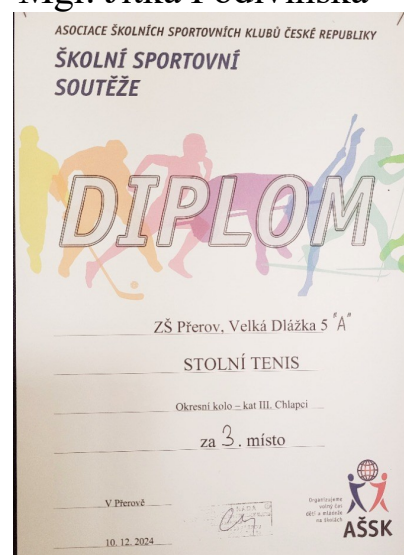 Mgr. Jitka Podlivinská
ASOCIACE ŠKOLNÍCH SPORTOVNÍCH KLUBŮ ČESKÉ REPUBLIKY
ŠKOLNÍ SPORTOVNÍ
SOUTĚŽE
DIPLOM
ZŠ Přerov, Velká Dlážka 5 "A"
STOLNÍ TENIS
Okresní kolo – kat III. Chlapci
za 3. místo
V Přerově
10. 12. 2024
Organizujeme
volný čas
dětí a mládeže
na školách
AŠSK